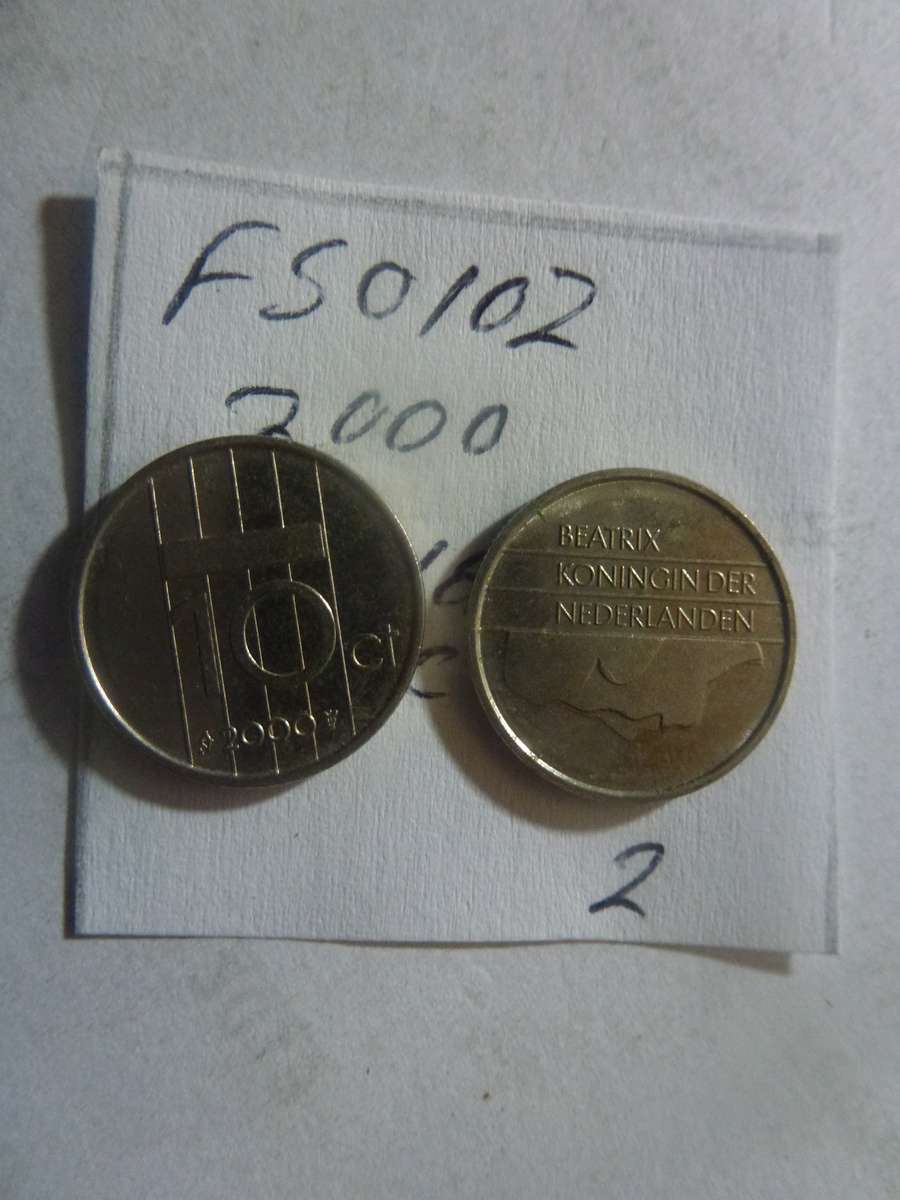 FS0102
2000
10
ct
2000
BEATRIX
KONINGIN DER
NEDERLANDEN
2